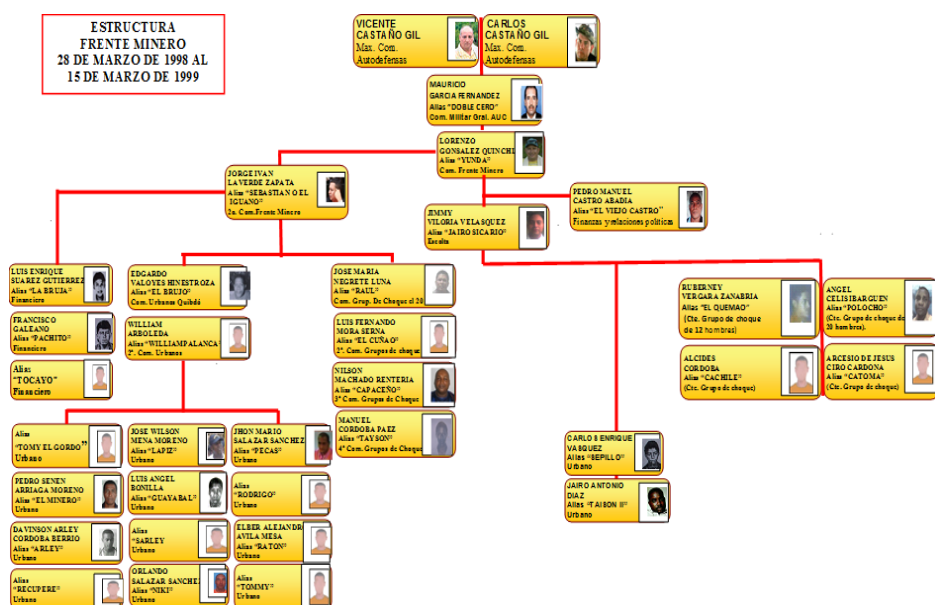 ESTRUCTURA
FRENTE MINERO
28 DE MARZO DE 1998 AL
15 DE MARZO DE 1999
VICENTE
CASTAÑO GIL
Max. Com.
Autodefensas
CARLOS
CASTAÑO GIL
Max. Com.
Autodefensas
MAURICIO
GARCIA FERNANDEZ
Alias "DOBLE CERO"
Com. Militar Gral. AUC
LORENZO
GONSALEZ QUINCHI
Alia "YUNDA"
Com. Frente Minero
JORGE IVAN
LAVERDE ZAPATA
Alia "SEBASTIAN O EL
IGUANO"
2a. Com. Frente Minero
PEDRO MANUEL
CASTRO ABADIA
Alias "EL VIEJO CASTRO"
Finanzas y relaciones politicas
JIMMY
VILORIA VELASQUEZ
Alias "JAIRO SICARIO"
Escolta
LUIS ENRIQUE
SUAREZ GUTIERREZ
Alias "LA BRUJA"
Financiero
FRANCISCO
GALEANO
Alias "PACHITO"
Financiero
Alias
"TOCAYO"
Financiero
EDGARDO
VALOYES HINESTROZA
Alias "EL BRUJO"
Com. Urbanos Quibdó
WILLIAM
ARBOLEDA
Alias "WILLIAM PALANCA"
2º. Com. Urbanos
JOSE MARIA
NEGRETE LUNA
Alias "RAUL"
Com. Grup. De Choque d 20
LUIS FERNANDO
MORA SERNA
Alias "EL CUÑAO"
2º. Com. Grupos de choque
NILSON
MACHADO RENTERIA
Alias "CAPACEÑO"
3º Com. Grupos de Choque
MANUEL
CORDOBA PAEZ
Alias "TAYSON"
4º Com. Grupos de Choque
RUBERNEY
VERGARA ZANABRIA
Alias "EL QUEMAO"
(Cte. Grupo de choque
de 12 hombres)
ANGEL
CELIS IBARGUEN
Alias "POLOCHO"
(Cte. Grupo de choque de
20 hombres).
ALCIDES
CORDOBA
Alias "CACHILE"
(Cte. Grupo de choque)
ARCESIO DE JESUS
CIRO CARDONA
Alias "CATOMA"
(Cte. Grupo de choque)
Alias
"TOMY EL GORDO"
Urbano
JOSE WILSON
MENA MORENO
Alias "LAPIZ"
Urbano
JHON MARIO
SALAZAR SANCHEZ
Alias "PECAS"
Urbano
PEDRO SENEN
ARRIAGA MORENO
Alias "EL MINERO"
Urbano
LUIS ANGEL
BONILLA
Alias "GUAYABAL"
Urbano
Alias
"RODRIGO"
Urbano
DAVINSON ARLEY
CORDOBA BERRIO
Alias "ARLEY"
Urbano
Alias
"SARLEY
Urbano
ELBER ALEJANDR
AVILA MESA
Alias "RATON"
Urbano
Alias
"RECUPERE"
Urbano
ORLANDO
SALAZAR SANCHEZ
Alias "NIKI"
Urbano
Alias
"TOMMY"
Urbano
CARLOS ENRIQUE
VASQUEZ
Alias "BEPILLO"
Urbano
JAIRO ANTONIO
DIAZ
Alias "TAISON II"
Urbano